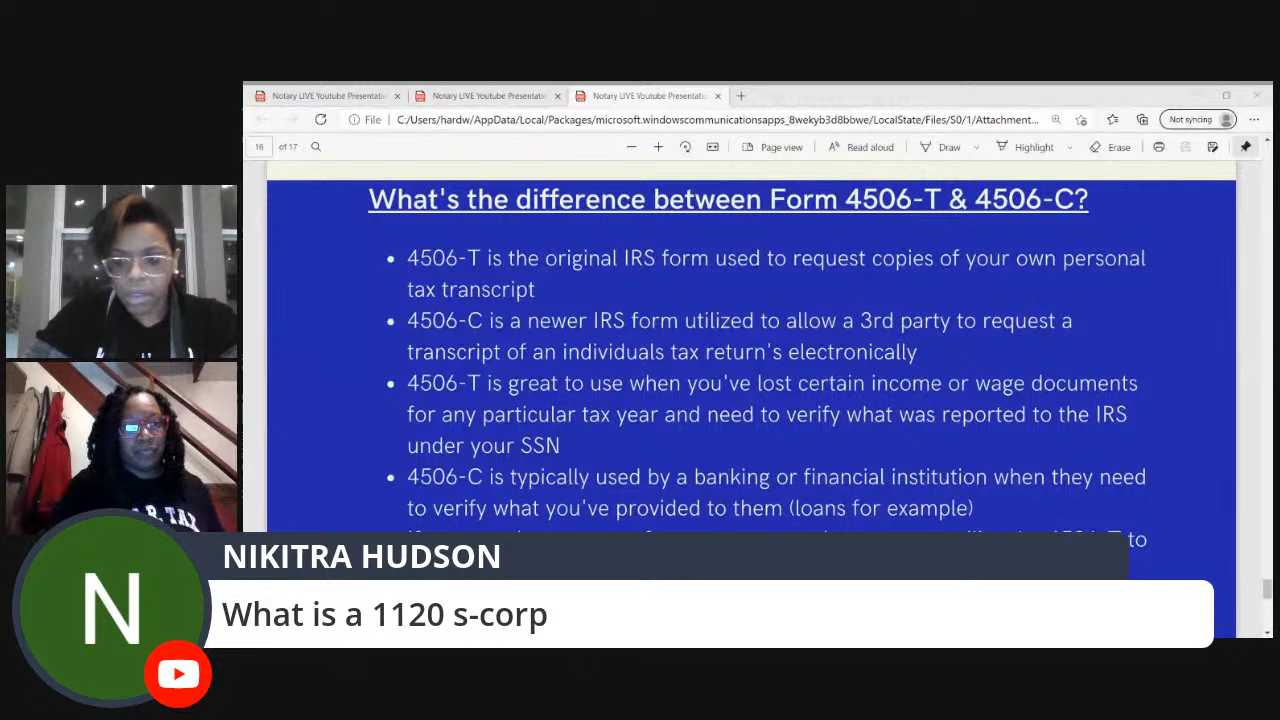 Notary LIVE Youtube Presentatio
Notary LIVE Youtube Presentatio
Notary LIVE Youtube Presentatio
File
C:/Users/hardw/AppData/Local/Packages/microsoft.windowscommunicationsapps_8wekyb3d8bbwe/LocalState/Files/S0/1/Attachment...
Not syncing
16 of 17
Page view
Read aloud
Draw
Highlight
Erase
What's the difference between Form 4506-T & 4506-C?
• 4506-T is the original IRS form used to request copies of your own personal
tax transcript
• 4506-C is a newer IRS form utilized to allow a 3rd party to request a
transcript of an individuals tax return's electronically
• 4506-T is great to use when you've lost certain income or wage documents
for any particular tax year and need to verify what was reported to the IRS
under your SSN
• 4506-C is typically used by a banking or financial institution when they need
to verify what you've provided to them (loans for example)
to
TAX
N
NIKITRA HUDSON
What is a 1120 s-corp